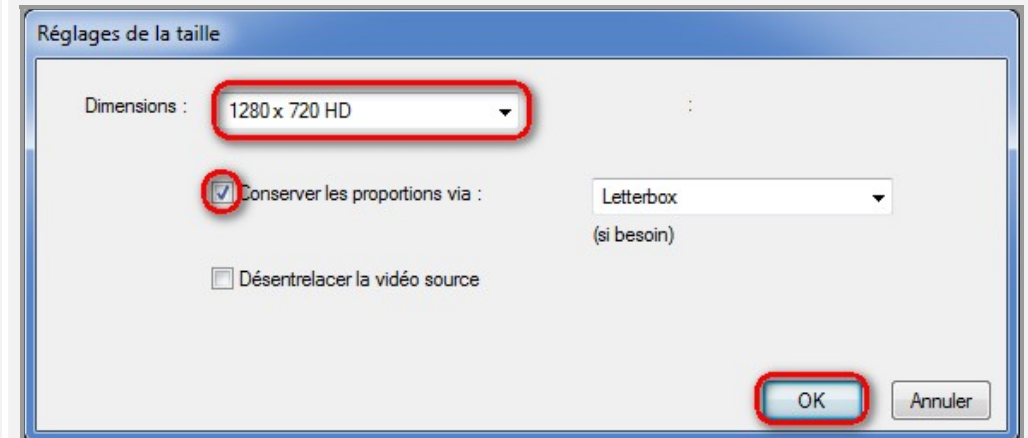 Réglages de la taille
Dimensions : 1280 x 720 HD :
Conserver les proportions via : Letterbox
(si besoin)
Désentrelacer la vidéo source
OK Annuler